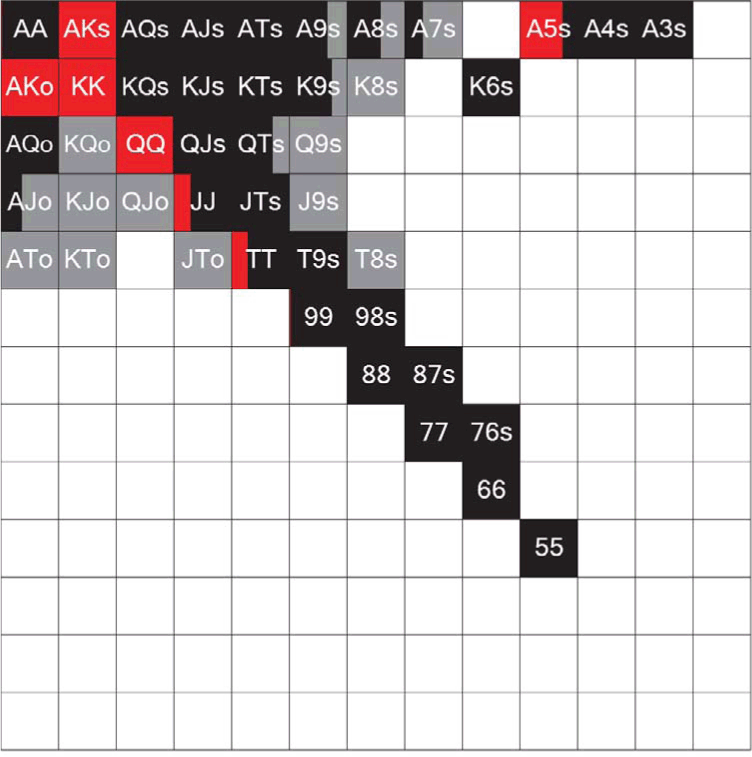 AA AKs AQs AJs ATs A9s A8s A7s A5s A4s A3s
AKo KK KQs KJs KTs K9s K8s K6s
AQo KQo QQ QJs QTs Q9s
AJo KJo QJo JJ JTs J9s
ATo KTo JTo TT T9s T8s
99 98s
88 87s
77 76s
66
55